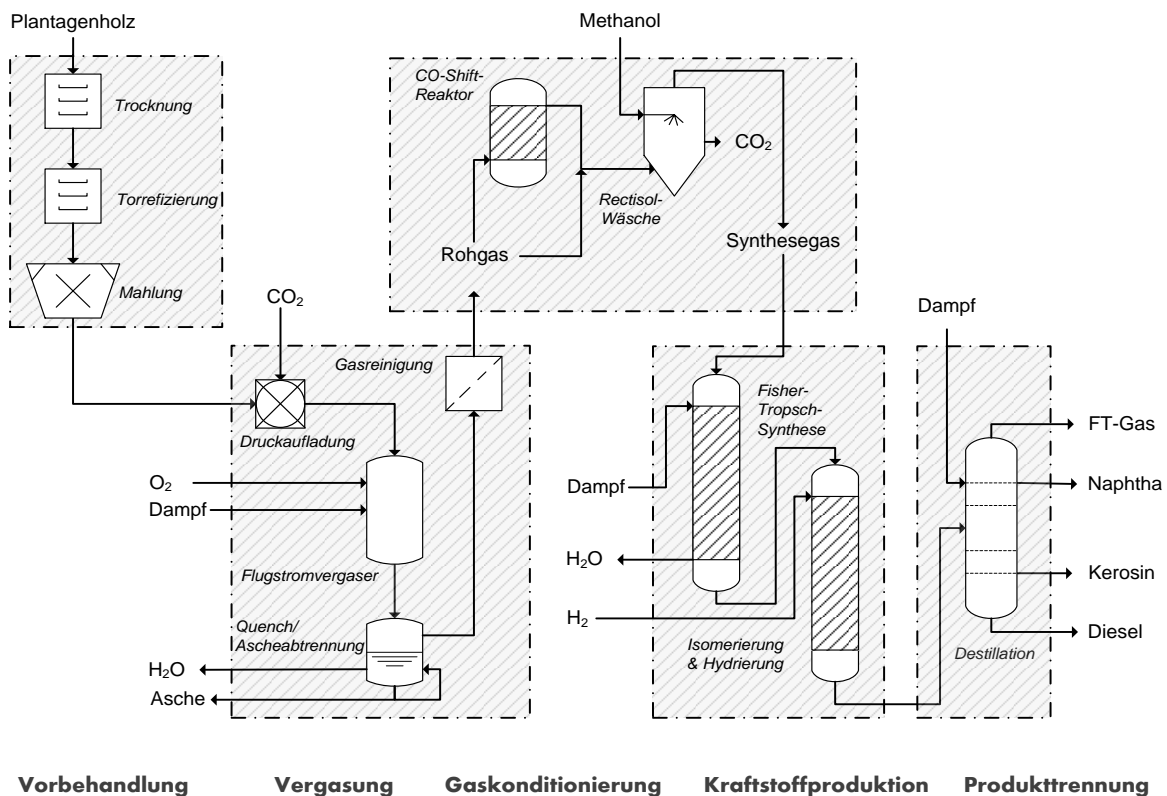 Plantagenholz
Trocknung
Torrefizierung
Mahlung
Methanol
CO-Shift-
Reaktor
CO2
Rectisol-
Wäsche
Rohgas
Synthesegas
CO2
Gasreinigung
Druckaufladung
O2
Dampf
Flugstromvergaser
Quench/
Ascheabtrennung
H2O
Asche
Fisher-
Tropsch-
Synthese
Dampf
H2O
H2
Isomerierung
& Hydrierung
Dampf
FT-Gas
Naphtha
Kerosin
Diesel
Destillation
Vorbehandlung
Vergasung
Gaskonditionierung
Kraftstoffproduktion
Produkttrennung